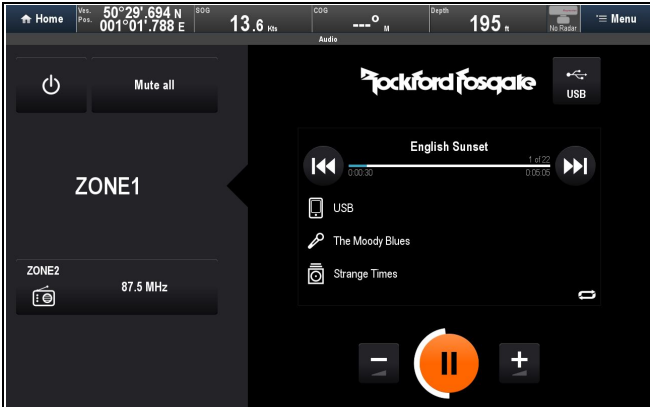 Home
Ves. Pos. 50°29'.694 N
001°01'.788 E
SOG 13.6 Kts
COG ---° M
Depth 195 ft
No Radar
Menu
Audio
Mute all
Rockford Fosgate
USB
ZONE1
English Sunset
1 of 22
0:00:30
0:05:05
USB
The Moody Blues
Strange Times
ZONE2
87.5 MHz